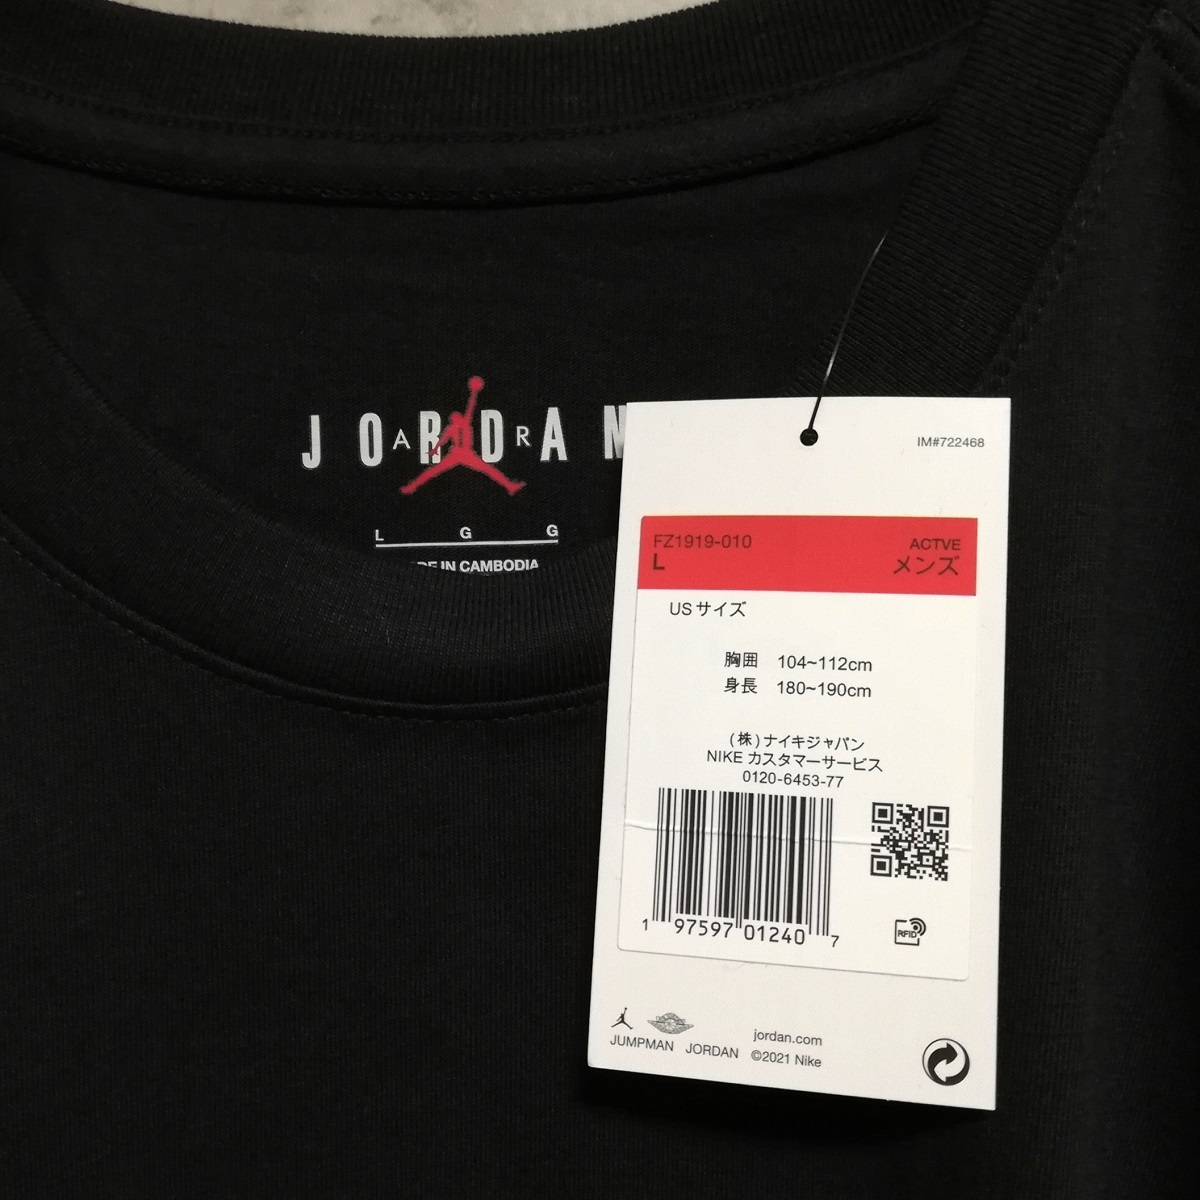 JORDAN
AIR
L G G
DE IN CAMBODIA
IM#722468
FZ1919-010 ACTVE
L メンズ
USサイズ
胸囲 104~112cm
身長 180~190cm
(株)ナイキジャパン
NIKE カスタマーサービス
0120-6453-77
1 97597 01240 7
RFID
JUMPMAN JORDAN
jordan.com
©2021 Nike